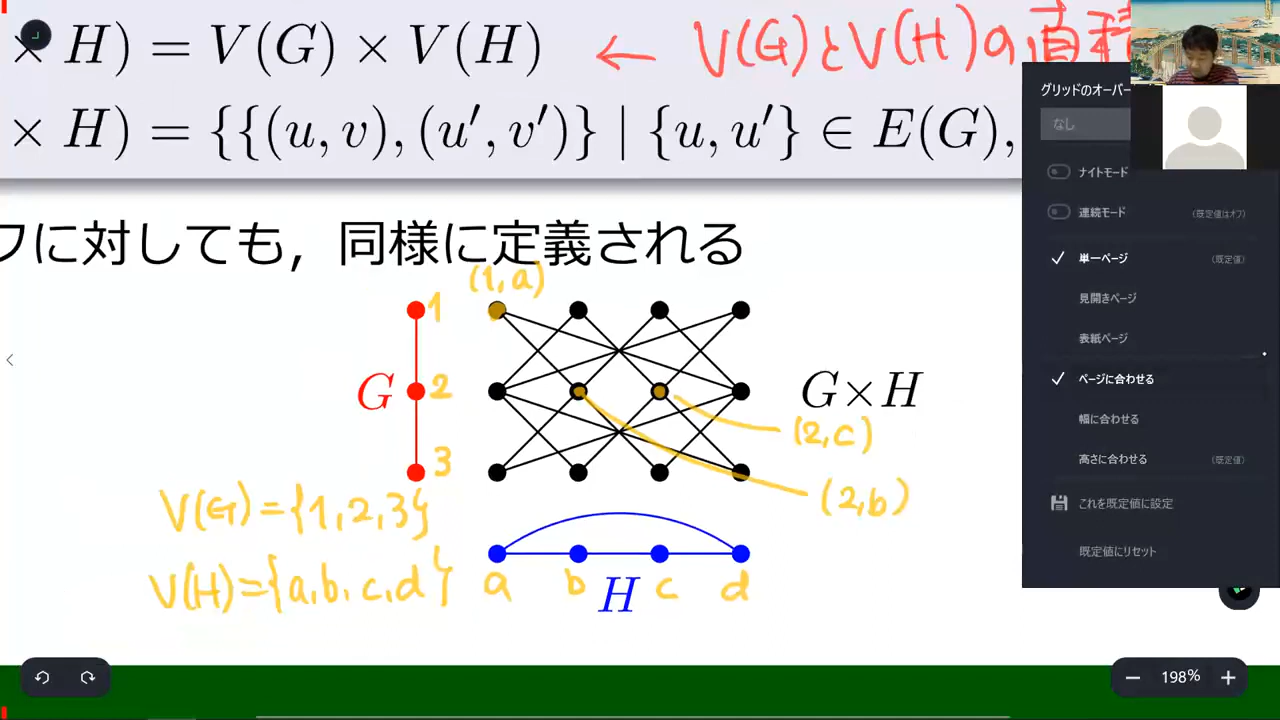 × H) = V(G) × V(H) ← V(G)とV(H)の直積
グリッドのオーバー
なし
× H) = {{(u, v), (u′, v′)} | {u, u′} ∈ E(G),
ナイトモード
連続モード (既定値はオフ)
フに対しても，同様に定義される
単一ページ (既定値)
(1,a)
見開きページ
1
表紙ページ
G 2 G×H
ページに合わせる
幅に合わせる
(2,c)
3
高さに合わせる (既定値)
(2,b)
V(G)={1,2,3}
これを既定値に設定
既定値にリセット
V(H)={a,b,c,d}
a b H c d
198%